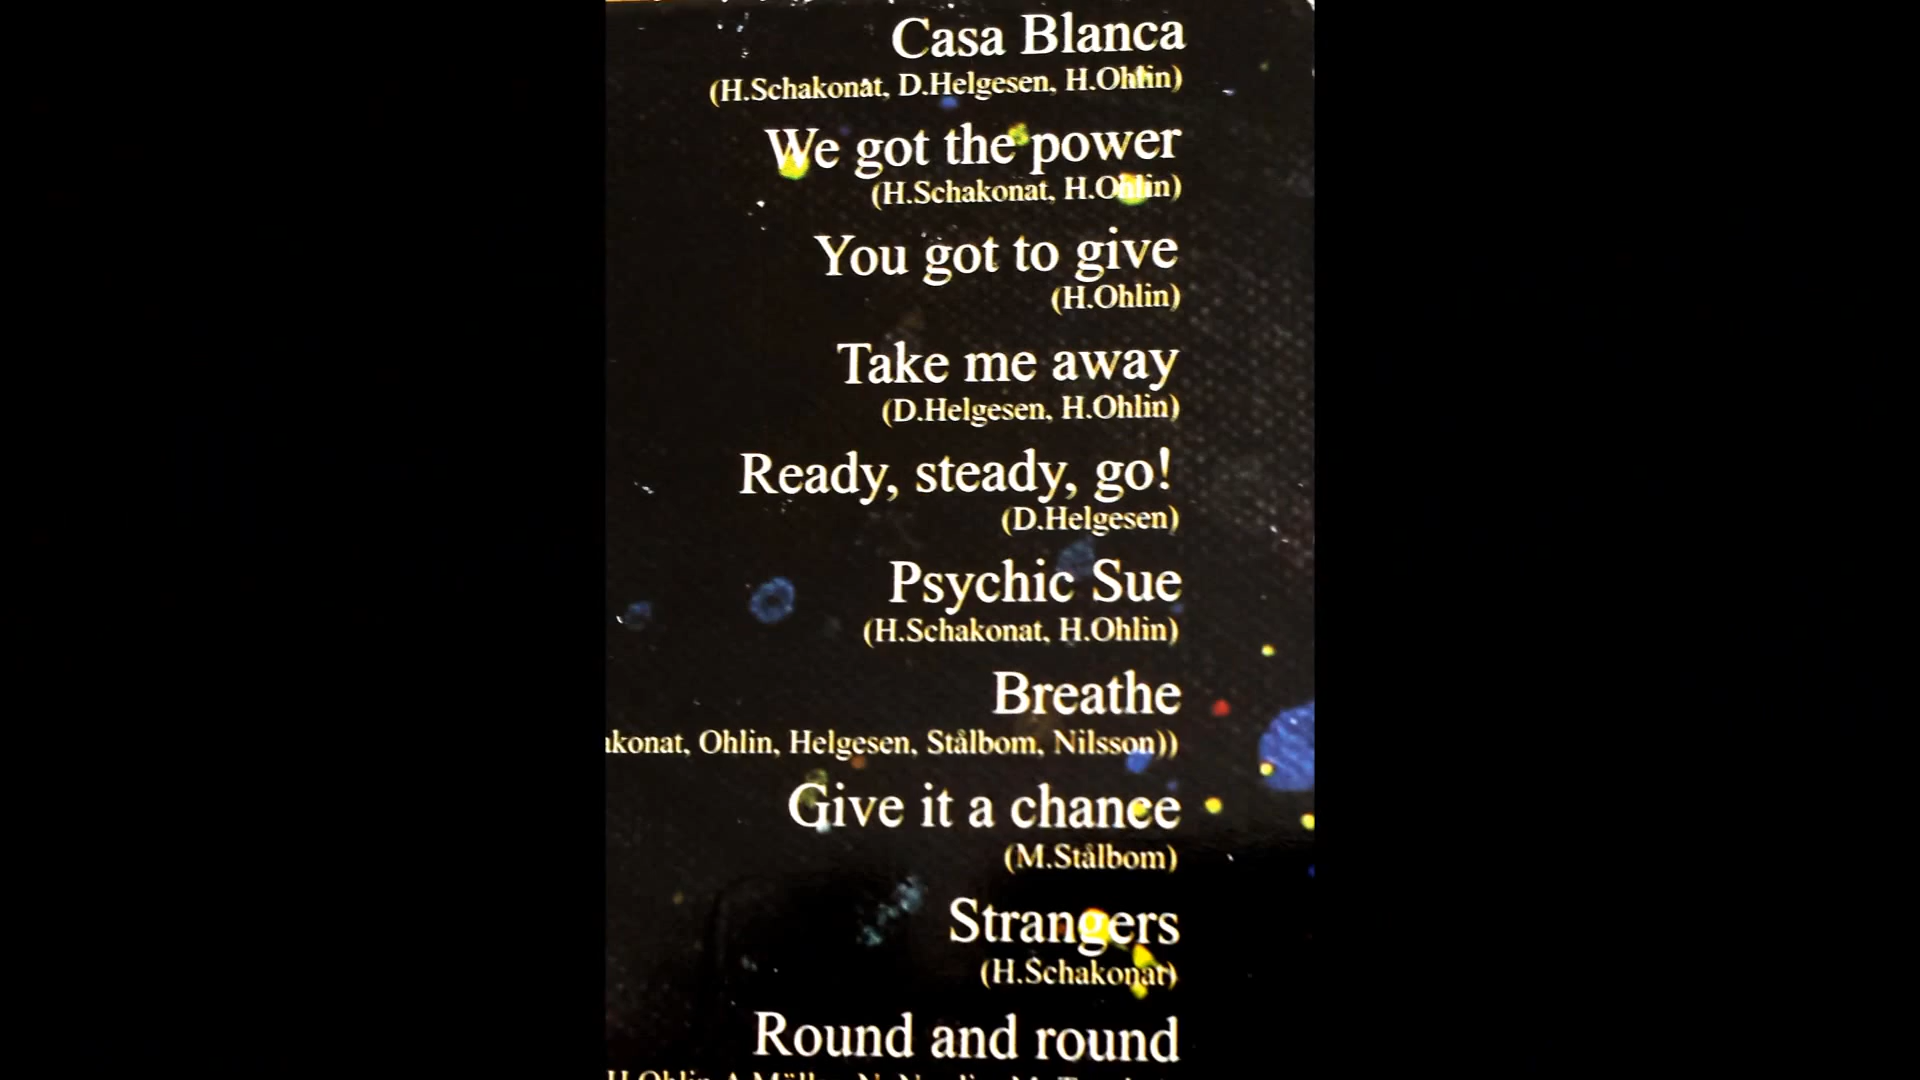 Casa Blanca
(H.Schakonat, D.Helgesen, H.Ohlin)
We got the power
(H.Schakonat, H.Ohlin)
You got to give
(H.Ohlin)
Take me away
(D.Helgesen, H.Ohlin)
Ready, steady, go!
(D.Helgesen)
Psychic Sue
(H.Schakonat, H.Ohlin)
Breathe
Ohlin, Helgesen, Stålbom, Nilsson))
Give it a chance
(M.Stålbom)
Strangers
(H.Schakonat)
Round and round